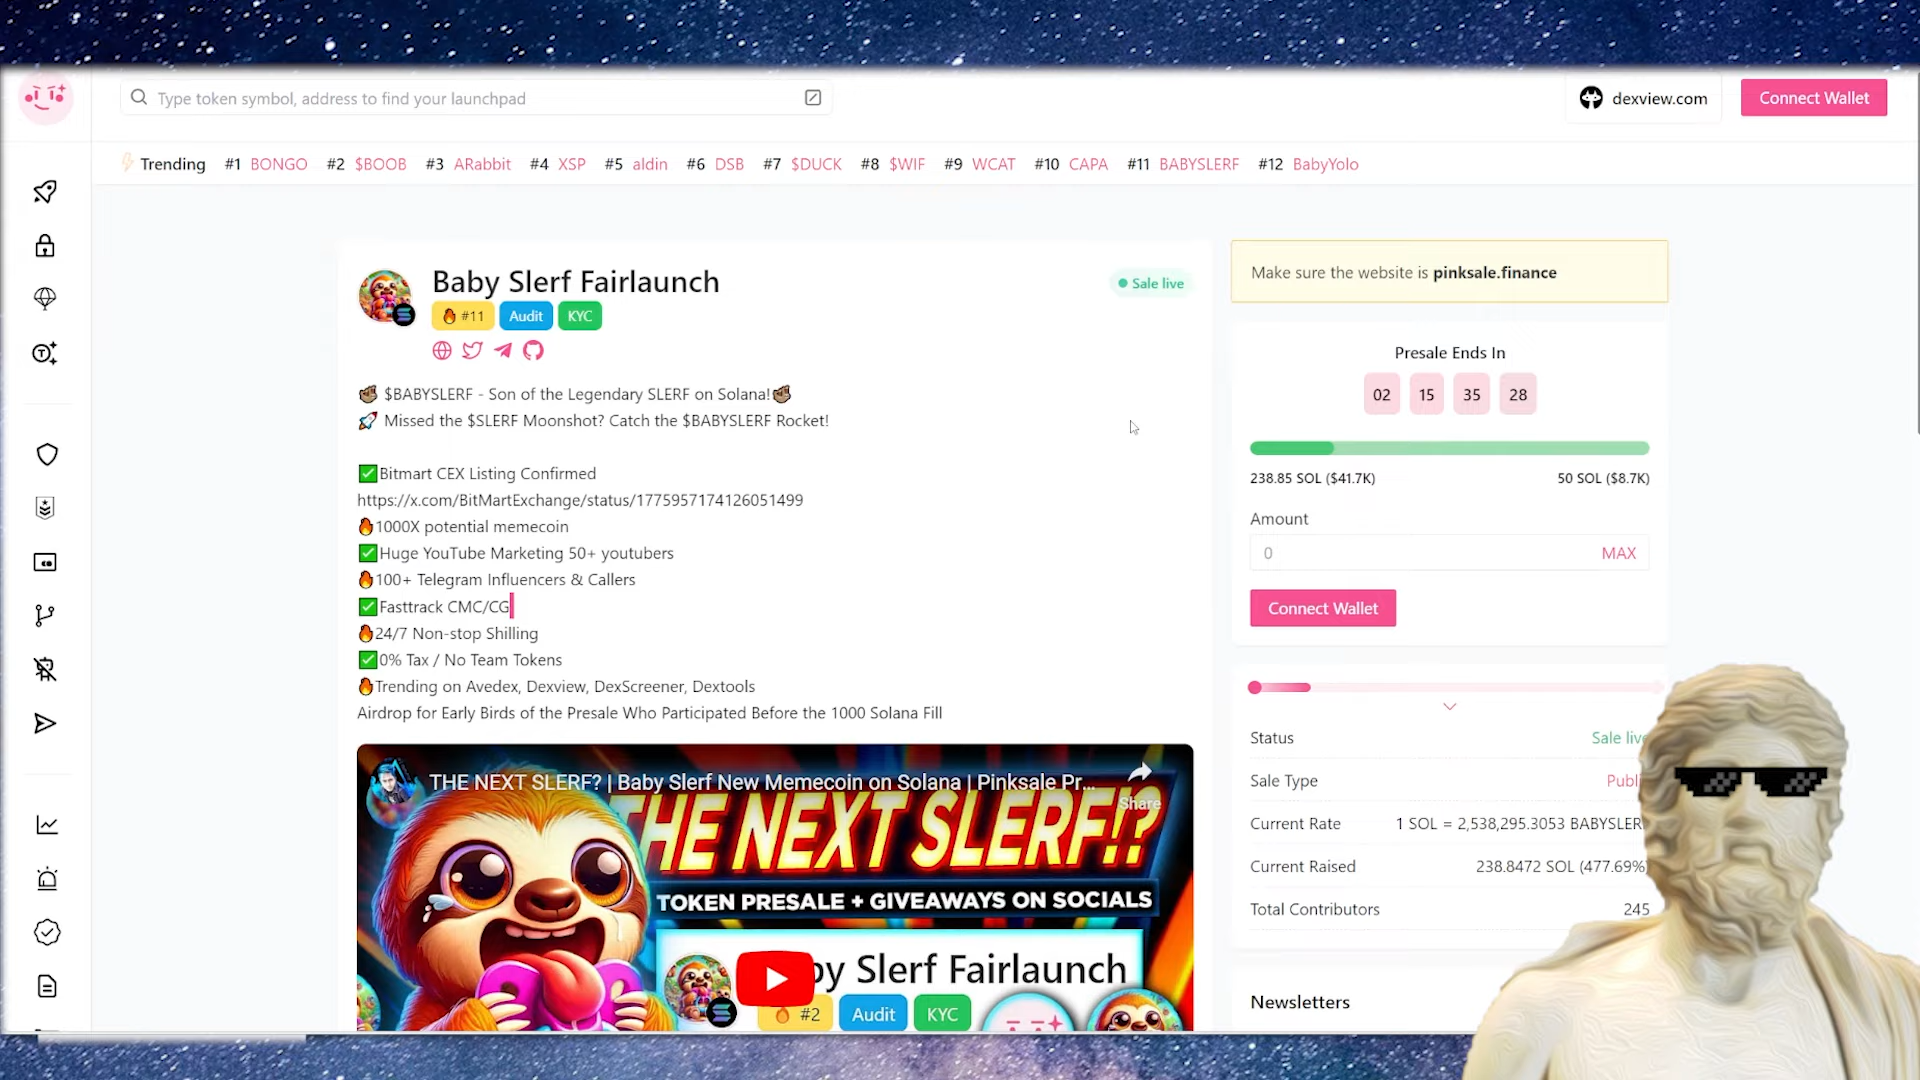 Type token symbol, address to find your launchpad
dexview.com
Connect Wallet
Trending #1 BONGO #2 $BOOB #3 ARabbit #4 XSP #5 aldin #6 DSB #7 $DUCK #8 $WIF #9 WCAT #10 CAPA #11 BABYSLERF #12 BabyYolo
Baby Slerf Fairlaunch
Sale live
#11 Audit KYC
$BABYSLERF - Son of the Legendary SLERF on Solana!
Missed the $SLERF Moonshot? Catch the $BABYSLERF Rocket!
Bitmart CEX Listing Confirmed
https://x.com/BitMartExchange/status/1775957174126051499
1000X potential memecoin
Huge YouTube Marketing 50+ youtubers
100+ Telegram Influencers & Callers
Fasttrack CMC/CG
24/7 Non-stop Shilling
0% Tax / No Team Tokens
Trending on Avedex, Dexview, DexScreener, Dextools
Airdrop for Early Birds of the Presale Who Participated Before the 1000 Solana Fill
THE NEXT SLERF? | Baby Slerf New Memecoin on Solana | Pinksale Pr...
Share
THE NEXT SLERF!?
TOKEN PRESALE + GIVEAWAYS ON SOCIALS
by Slerf Fairlaunch
#2 Audit KYC
Make sure the website is pinksale.finance
Presale Ends In
02 15 35 28
238.85 SOL ($41.7K) 50 SOL ($8.7K)
Amount
0 MAX
Connect Wallet
Status Sale live
Sale Type Publi
Current Rate 1 SOL = 2,538,295.3053 BABYSLERF
Current Raised 238.8472 SOL (477.69%)
Total Contributors 245
Newsletters